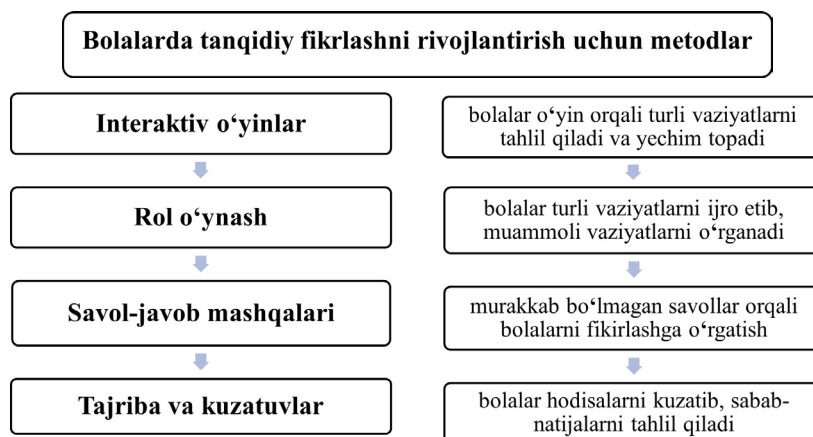 Bolalarda tanqidiy fikrlashni rivojlantirish uchun metodlar
Interaktiv o‘yinlar
bolalar o‘yin orqali turli vaziyatlarni
tahlil qiladi va yechim topadi
Rol o‘ynash
bolalar turli vaziyatlarni ijro etib,
muammoli vaziyatlarni o‘rganadi
Savol-javob mashqalari
murakkab bo‘lmagan savollar orqali
bolalarni fikirlashga o‘rgatish
Tajriba va kuzatuvlar
bolalar hodisalarni kuzatib, sabab-
natijalarni tahlil qiladi